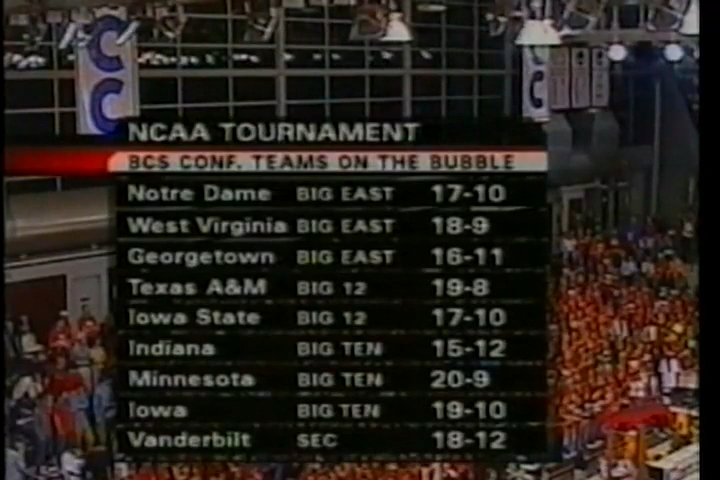 CC
C
NCAA TOURNAMENT
BCS CONF. TEAMS ON THE BUBBLE
Notre Dame BIG EAST 17-10
West Virginia BIG EAST 18-9
Georgetown BIG EAST 16-11
Texas A&M BIG 12 19-8
Iowa State BIG 12 17-10
Indiana BIG TEN 15-12
Minnesota BIG TEN 20-9
Iowa BIG TEN 19-10
Vanderbilt SEC 18-12